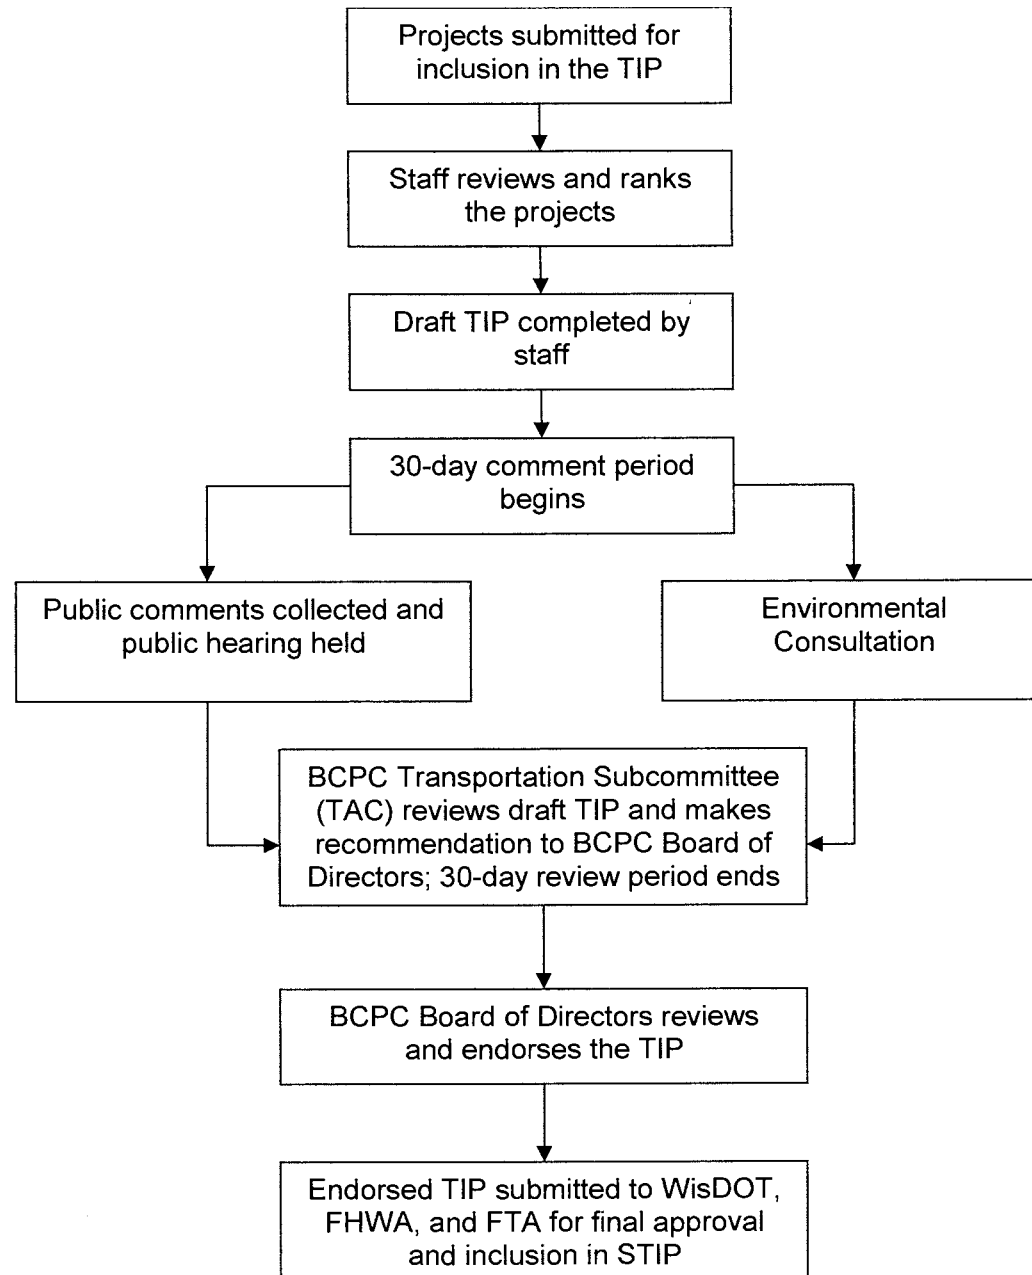 Projects submitted for
inclusion in the TIP
Staff reviews and ranks
the projects
Draft TIP completed by
staff
30-day comment period
begins
Public comments collected and
public hearing held
Environmental
Consultation
BCPC Transportation Subcommittee
(TAC) reviews draft TIP and makes
recommendation to BCPC Board of
Directors; 30-day review period ends
BCPC Board of Directors reviews
and endorses the TIP
Endorsed TIP submitted to WisDOT,
FHWA, and FTA for final approval
and inclusion in STIP